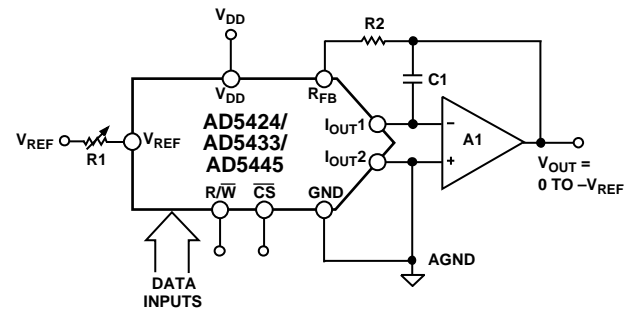 VDD
R2
C1
VDD
RFB
AD5424/
AD5433/
AD5445
IOUT1
A1
VREF
R1
VREF
IOUT2
VOUT =
0 TO –VREF
R/W̅
C̅S̅
GND
AGND
DATA
INPUTS